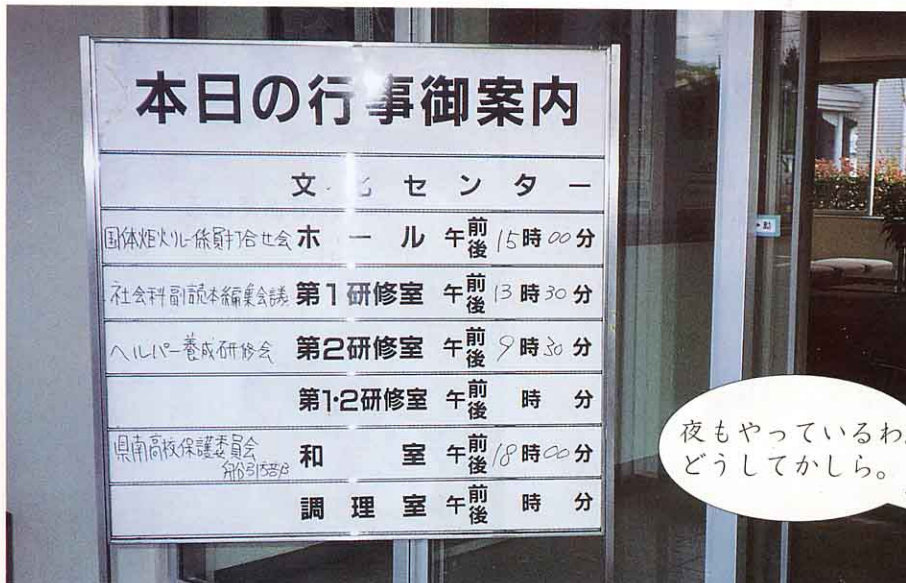 本日の行事御案内
文化センター
国体炬火リレー係員打合せ会 ホール 午前後 15時00分
社会科副読本編集会議 第1研修室 午前後 13時30分
ヘルパー養成研修会 第2研修室 午前後 9時30分
第1・2研修室 午前後 時 分
県南高校保護委員会
船引支部 和室 午前後 18時00分
調理室 午前後 時 分
夜もやっているわ
どうしてかしら。